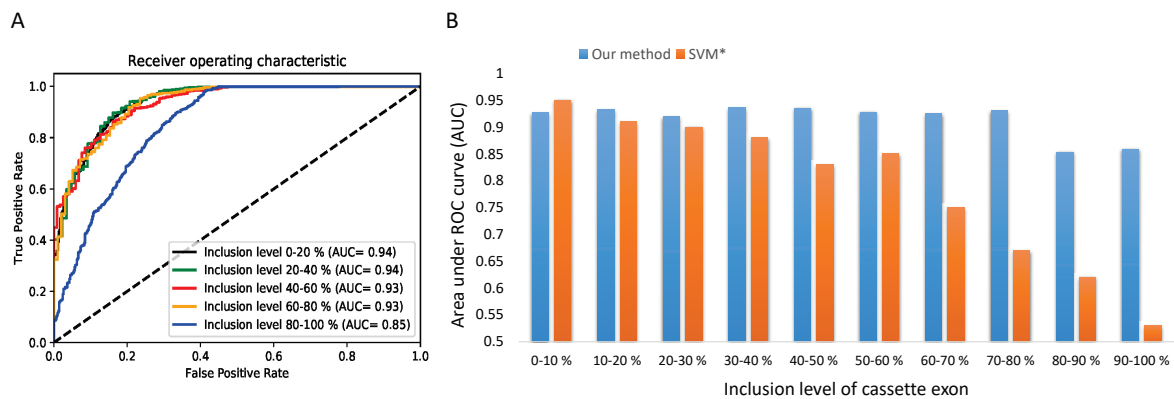 A
Receiver operating characteristic
True Positive Rate
1.0
0.8
0.6
0.4
0.2
0.0
Inclusion level 0-20 % (AUC= 0.94)
Inclusion level 20-40 % (AUC= 0.94)
Inclusion level 40-60 % (AUC= 0.93)
Inclusion level 60-80 % (AUC= 0.93)
Inclusion level 80-100 % (AUC= 0.85)
0.0 0.2 0.4 0.6 0.8 1.0
False Positive Rate
B
Our method SVM*
Area under ROC curve (AUC)
1
0.95
0.9
0.85
0.8
0.75
0.7
0.65
0.6
0.55
0.5
0-10 % 10-20 % 20-30 % 30-40 % 40-50 % 50-60 % 60-70 % 70-80 % 80-90 % 90-100 %
Inclusion level of cassette exon